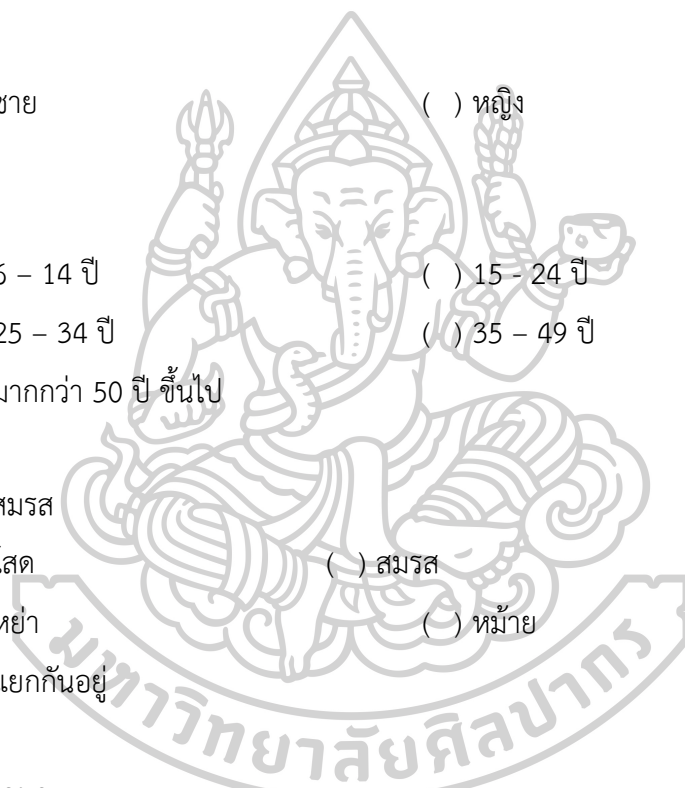 ชาย ( ) หญิง
6 – 14 ปี ( ) 15 - 24 ปี
25 – 34 ปี ( ) 35 – 49 ปี
มากกว่า 50 ปี ขึ้นไป
สมรส
โสด ( ) สมรส
หย่า ( ) หม้าย
แยกกันอยู่
มหาวิทยาลัยศิลปากร